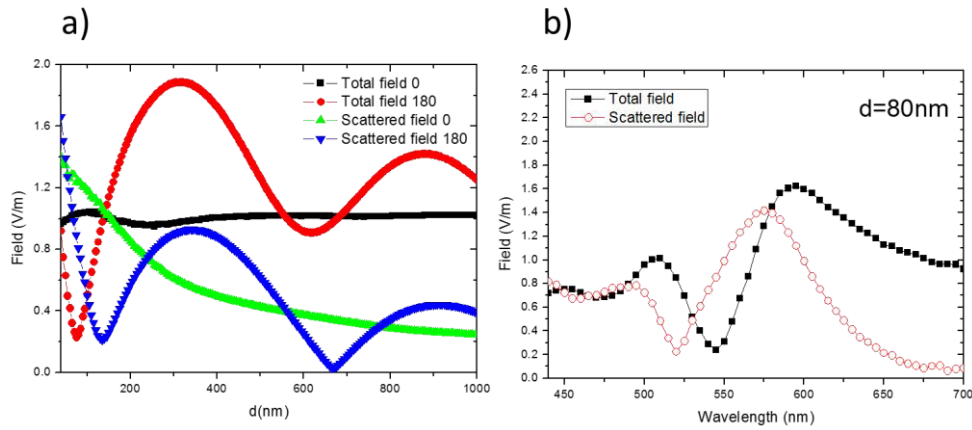 a)
2.0
1.6
1.2
0.8
0.4
0.0
Field (V/m)
Total field 0
Total field 180
Scattered field 0
Scattered field 180
200 400 600 800 1000
d(nm)
b)
2.6
2.4
2.2
2.0
1.8
1.6
1.4
1.2
1.0
0.8
0.6
0.4
0.2
0.0
Field (V/m)
Total field
Scattered field
d=80nm
450 500 550 600 650 700
Wavelength (nm)